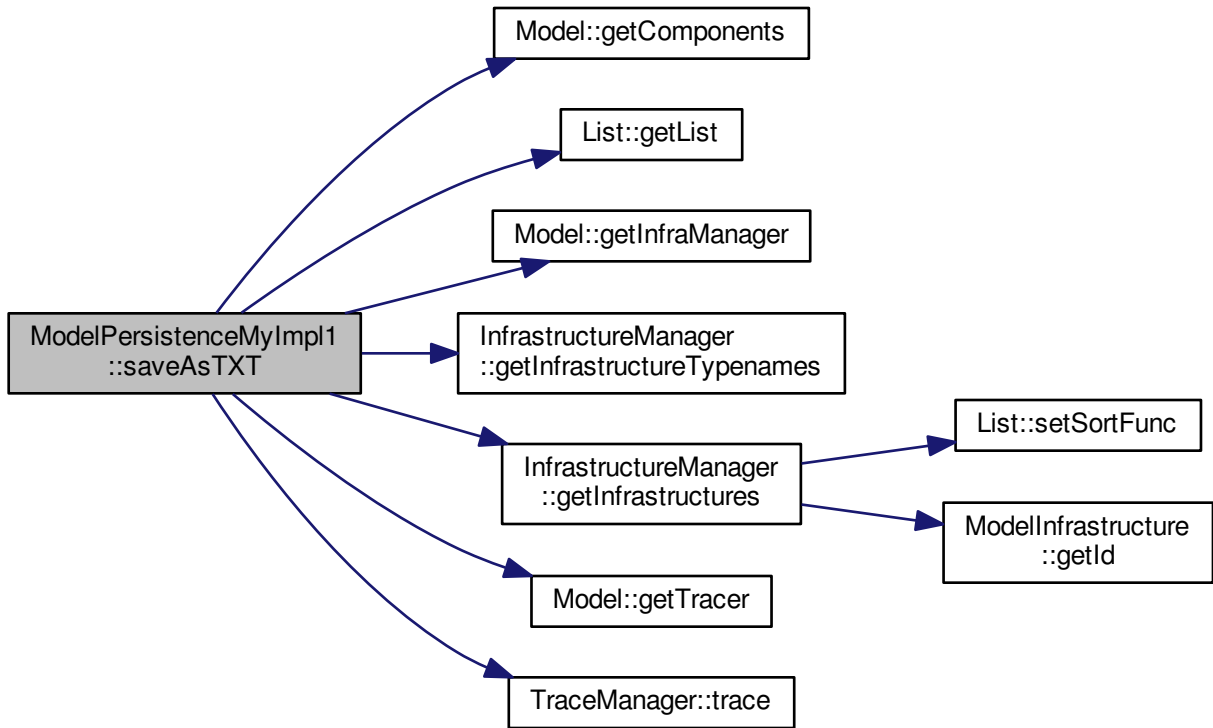 Model::getComponents
List::getList
Model::getInfraManager
ModelPersistenceMyImpl1
::saveAsTXT
InfrastructureManager
::getInfrastructureTypenames
InfrastructureManager
::getInfrastructures
List::setSortFunc
ModelInfrastructure
::getId
Model::getTracer
TraceManager::trace